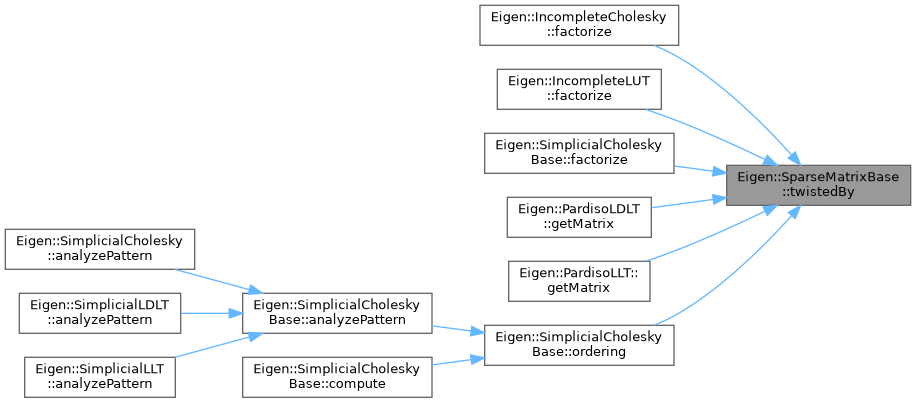 Eigen::IncompleteCholesky
::factorize
Eigen::IncompleteLUT
::factorize
Eigen::SimplicialCholesky
Base::factorize
Eigen::SparseMatrixBase
::twistedBy
Eigen::PardisoLDLT
::getMatrix
Eigen::SimplicialCholesky
::analyzePattern
Eigen::PardisoLLT::
getMatrix
Eigen::SimplicialLDLT
::analyzePattern
Eigen::SimplicialCholesky
Base::analyzePattern
Eigen::SimplicialCholesky
Base::ordering
Eigen::SimplicialLLT
::analyzePattern
Eigen::SimplicialCholesky
Base::compute